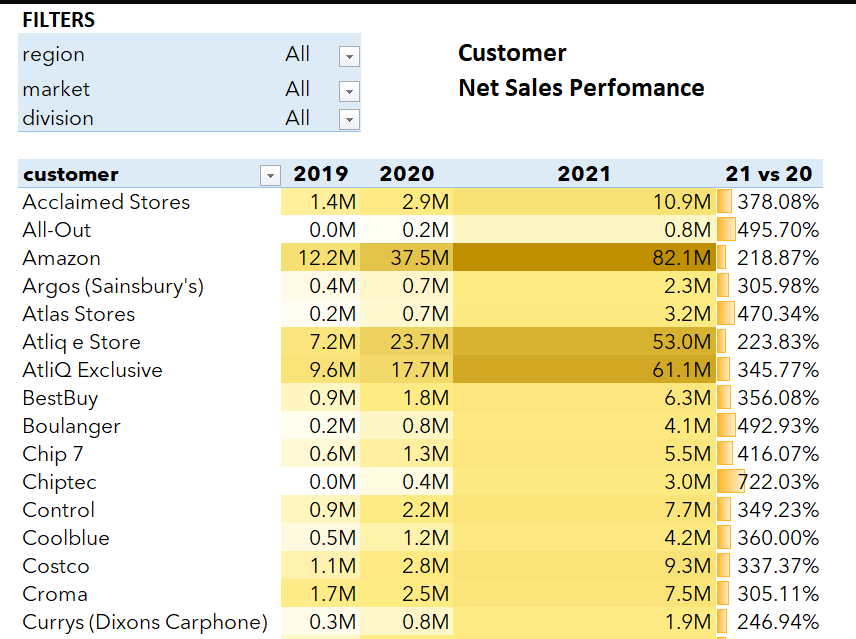 FILTERS
region All
market All
division All
Customer
Net Sales Perfomance
customer 2019 2020 2021 21 vs 20
Acclaimed Stores 1.4M 2.9M 10.9M 378.08%
All-Out 0.0M 0.2M 0.8M 495.70%
Amazon 12.2M 37.5M 82.1M 218.87%
Argos (Sainsbury's) 0.4M 0.7M 2.3M 305.98%
Atlas Stores 0.2M 0.7M 3.2M 470.34%
Atliq e Store 7.2M 23.7M 53.0M 223.83%
AtliQ Exclusive 9.6M 17.7M 61.1M 345.77%
BestBuy 0.9M 1.8M 6.3M 356.08%
Boulanger 0.2M 0.8M 4.1M 492.93%
Chip 7 0.6M 1.3M 5.5M 416.07%
Chiptec 0.0M 0.4M 3.0M 722.03%
Control 0.9M 2.2M 7.7M 349.23%
Coolblue 0.5M 1.2M 4.2M 360.00%
Costco 1.1M 2.8M 9.3M 337.37%
Croma 1.7M 2.5M 7.5M 305.11%
Currys (Dixons Carphone) 0.3M 0.8M 1.9M 246.94%